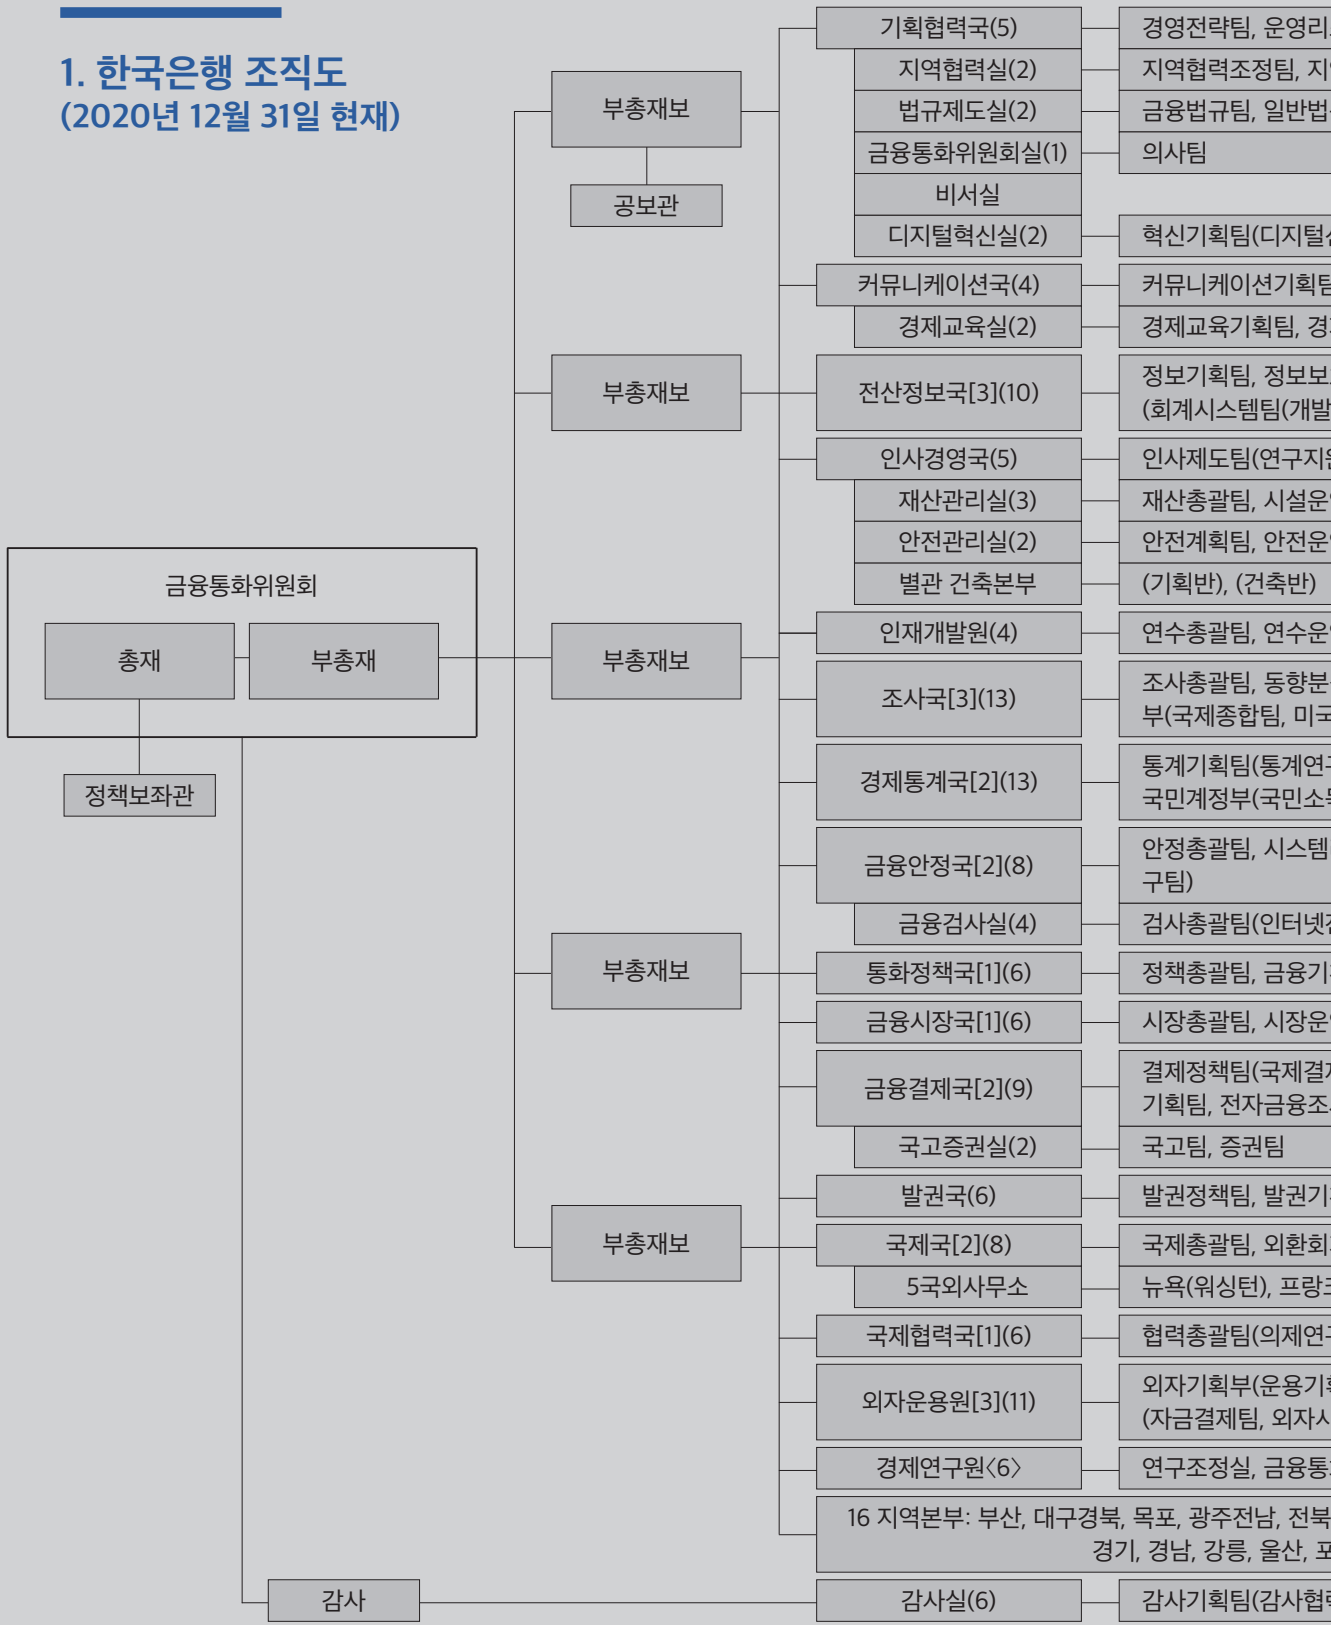 1. 한국은행 조직도
(2020년 12월 31일 현재)
금융통화위원회
총재
부총재
정책보좌관
감사
부총재보
공보관
부총재보
부총재보
부총재보
부총재보
기획협력국(5)
경영전략팀, 운영리
지역협력실(2)
지역협력조정팀, 지
법규제도실(2)
금융법규팀, 일반법
금융통화위원회실(1)
의사팀
비서실
디지털혁신실(2)
혁신기획팀(디지털신
커뮤니케이션국(4)
커뮤니케이션기획팀
경제교육실(2)
경제교육기획팀, 경
전산정보국[3](10)
정보기획팀, 정보보
(회계시스템팀(개발
인사경영국(5)
인사제도팀(연구지원
재산관리실(3)
재산총괄팀, 시설운
안전관리실(2)
안전계획팀, 안전운
별관 건축본부
(기획반), (건축반)
인재개발원(4)
연수총괄팀, 연수운
조사국[3](13)
조사총괄팀, 동향분
부(국제종합팀, 미국
경제통계국[2](13)
통계기획팀(통계연구
국민계정부(국민소득
금융안정국[2](8)
안정총괄팀, 시스템
구팀)
금융검사실(4)
검사총괄팀(인터넷
통화정책국[1](6)
정책총괄팀, 금융기
금융시장국[1](6)
시장총괄팀, 시장운
금융결제국[2](9)
결제정책팀(국제결제
기획팀, 전자금융조
국고증권실(2)
국고팀, 증권팀
발권국(6)
발권정책팀, 발권기
국제국[2](8)
국제총괄팀, 외환회
5국외사무소
뉴욕(워싱턴), 프랑
국제협력국[1](6)
협력총괄팀(의제연구
외자운용원[3](11)
외자기획부(운용기획
(자금결제팀, 외자시
경제연구원〈6〉
연구조정실, 금융통
16 지역본부: 부산, 대구경북, 목포, 광주전남, 전북
경기, 경남, 강릉, 울산, 포
감사실(6)
감사기획팀(감사협력